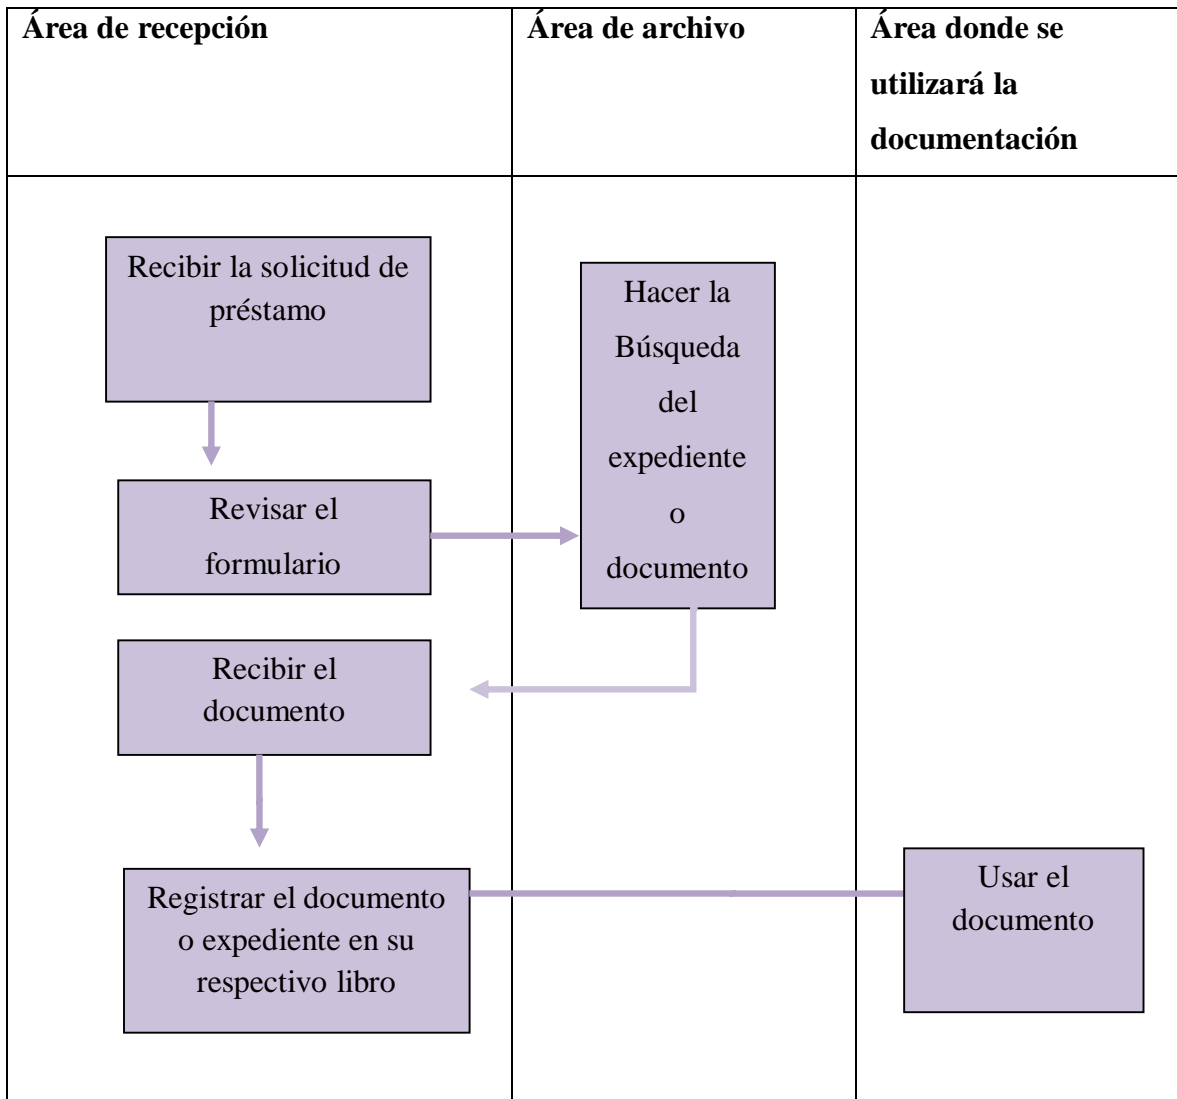 Área de recepción
Área de archivo
Área donde se
utilizará la
documentación
Recibir la solicitud de
préstamo
Hacer la
Búsqueda
del
expediente
o
documento
Revisar el
formulario
Recibir el
documento
Registrar el documento
o expediente en su
respectivo libro
Usar el
documento